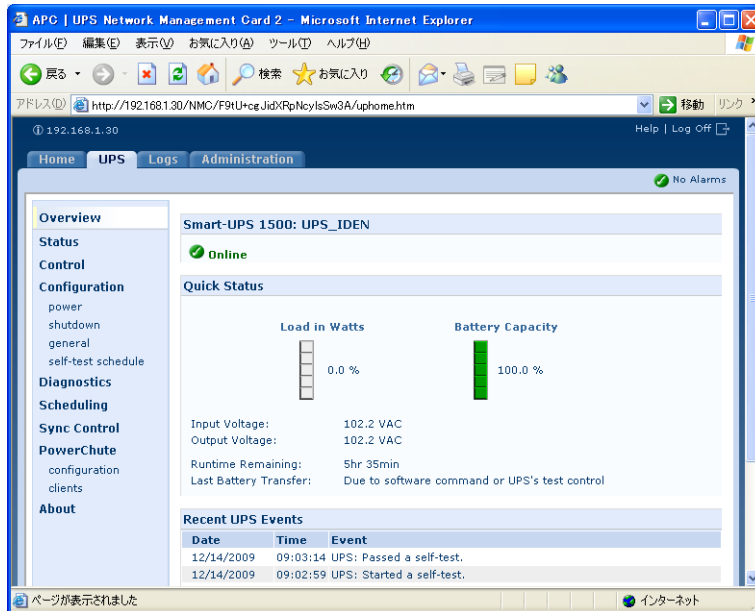 APC | UPS Network Management Card 2 - Microsoft Internet Explorer
ファイル(F) 編集(E) 表示(V) お気に入り(A) ツール(T) ヘルプ(H)
戻る 検索 お気に入り
アドレス(D) http://192.168.1.30/NMC/F9tU+cgJidXRpNcyIsSw3A/uphome.htm 移動 リンク »
192.168.1.30 Help | Log Off
Home UPS Logs Administration
No Alarms
Overview
Status
Control
Configuration
power
shutdown
general
self-test schedule
Diagnostics
Scheduling
Sync Control
PowerChute
configuration
clients
About
Smart-UPS 1500: UPS_IDEN
Online
Quick Status
Load in Watts Battery Capacity
0.0 % 100.0 %
Input Voltage: 102.2 VAC
Output Voltage: 102.2 VAC
Runtime Remaining: 5hr 35min
Last Battery Transfer: Due to software command or UPS's test control
Recent UPS Events
Date Time Event
12/14/2009 09:03:14 UPS: Passed a self-test.
12/14/2009 09:02:59 UPS: Started a self-test.
ページが表示されました インターネット